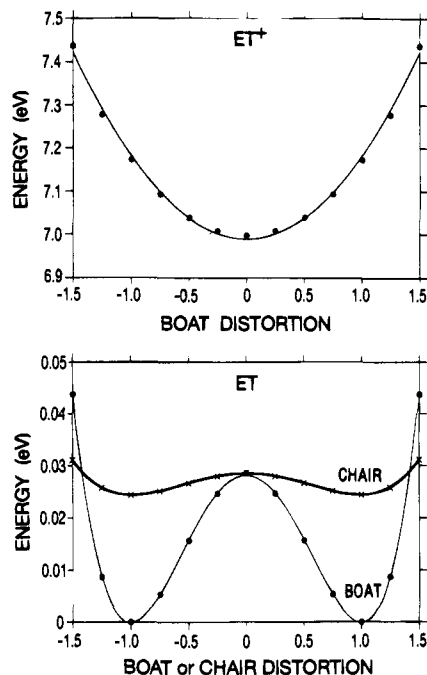 7.5
ET+
7.4
7.3
7.2
7.1
7.0
6.9
ENERGY (eV)
-1.5 -1.0 -0.5 0 0.5 1.0 1.5
BOAT DISTORTION
0.05
ET
0.04
0.03
CHAIR
0.02
0.01
BOAT
0
ENERGY (eV)
-1.5 -1.0 -0.5 0 0.5 1.0 1.5
BOAT or CHAIR DISTORTION